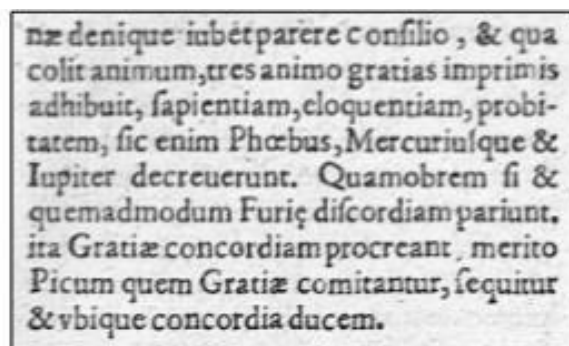 næ denique iubet parere consilio, & qua
colit animum, tres animo gratias imprimis
adhibuit, ſapientiam, eloquentiam, probi-
tatem, ſic enim Phœbus, Mercuriuſque &
Iupiter decreuerunt. Quamobrem ſi &
quemadmodum Furię diſcordiam pariunt.
ita Gratiæ concordiam procreant, merito
Picum quem Gratiæ comitantur, ſequitur
& vbique concordia ducem.